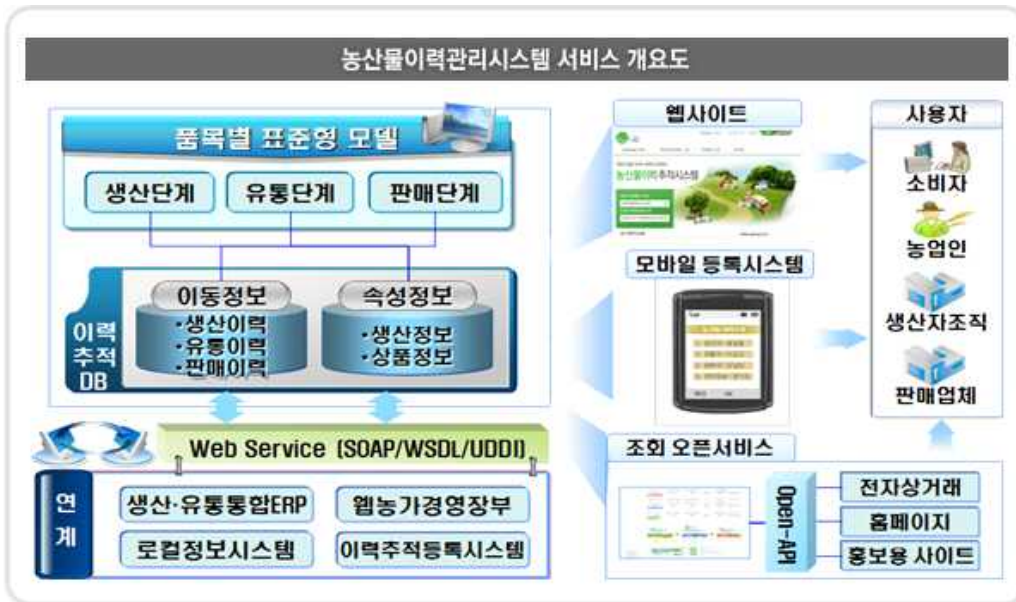 농산물이력관리시스템 서비스 개요도
품목별 표준형 모델
생산단계
유통단계
판매단계
이력
추적
DB
이동정보
•생산이력
•유통이력
•판매이력
속성정보
•생산정보
•상품정보
Web Service (SOAP/WSDL/UDDI)
연
계
생산·유통통합ERP
웹농가경영장부
로컬정보시스템
이력추적등록시스템
웹사이트
농산물이력 추적시스템
모바일 등록시스템
조회 오픈서비스
Open-API
전자상거래
홈페이지
홍보용 사이트
사용자
소비자
농업인
생산자조직
판매업체